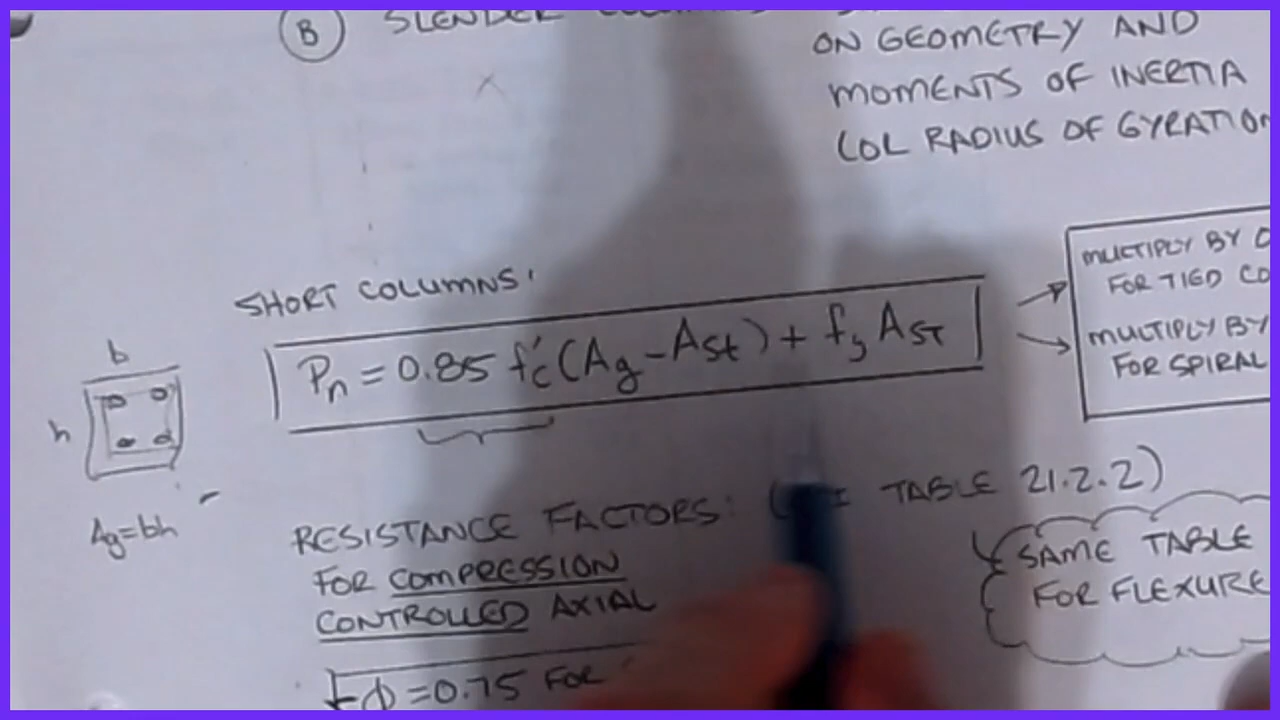 B SLENDER
ON GEOMETRY AND
MOMENTS OF INERTIA
COL RADIUS OF GYRATION
SHORT COLUMNS:
Pn = 0.85 f'c (Ag - Ast) + fy AST
MULTIPLY BY
FOR TIED
MULTIPLY BY
FOR SPIRAL
b
h
Ag=bh
RESISTANCE FACTORS: TABLE 21.2.2)
FOR COMPRESSION
CONTROLLED AXIAL
ϕ=0.75 FOR
SAME TABLE
FOR FLEXURE